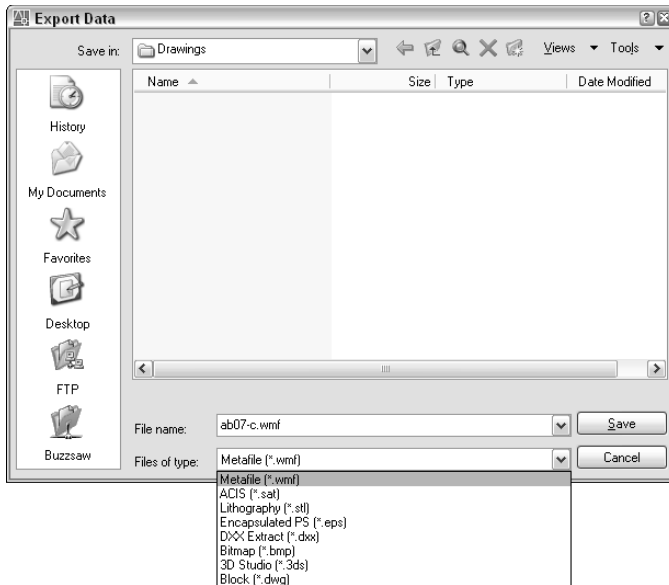 Export Data
Save in:
Drawings
Views
Tools
Name
Size
Type
Date Modified
History
My Documents
Favorites
Desktop
FTP
Buzzsaw
File name:
ab07-c.wmf
Save
Files of type:
Metafile (*.wmf)
Cancel
Metafile (*.wmf)
ACIS (*.sat)
Lithography (*.stl)
Encapsulated PS (*.eps)
DXX Extract (*.dxx)
Bitmap (*.bmp)
3D Studio (*.3ds)
Block (*.dwg)